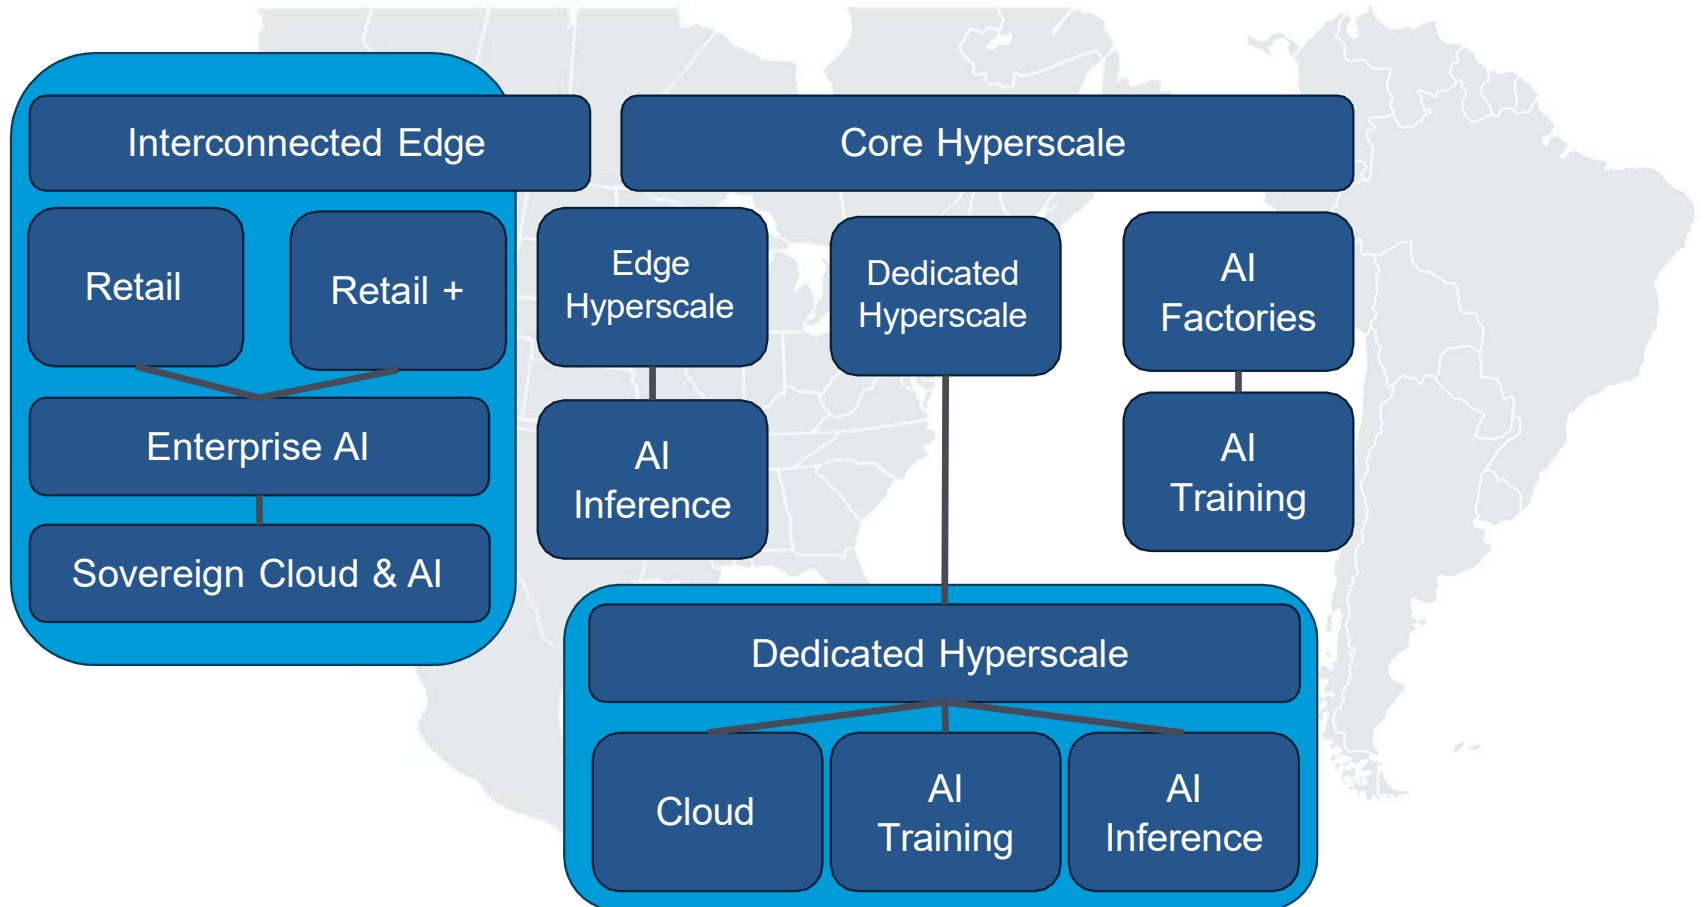 Interconnected Edge
Core Hyperscale
Retail
Retail +
Edge
Hyperscale
Dedicated
Hyperscale
AI
Factories
Enterprise AI
AI
Inference
AI
Training
Sovereign Cloud & AI
Dedicated Hyperscale
Cloud
AI
Training
AI
Inference